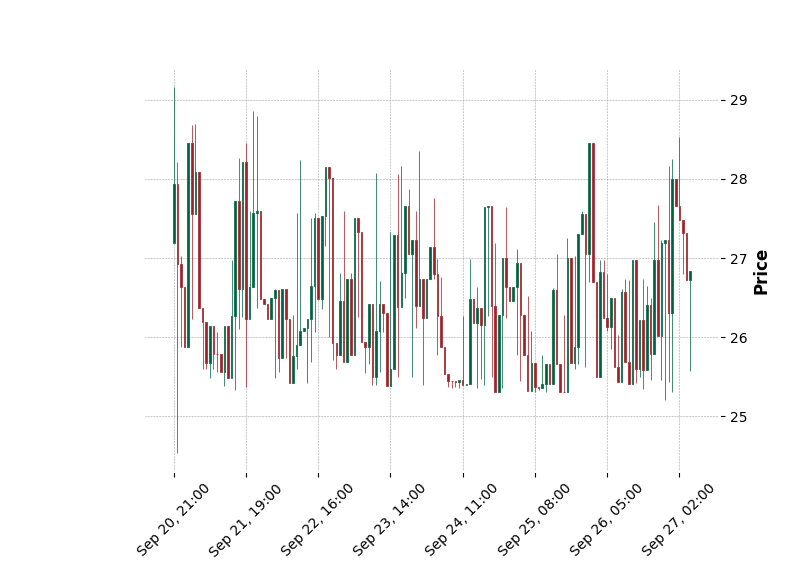 29
28
27
26
25
Price
Sep 20, 21:00
Sep 21, 19:00
Sep 22, 16:00
Sep 23, 14:00
Sep 24, 11:00
Sep 25, 08:00
Sep 26, 05:00
Sep 27, 02:00